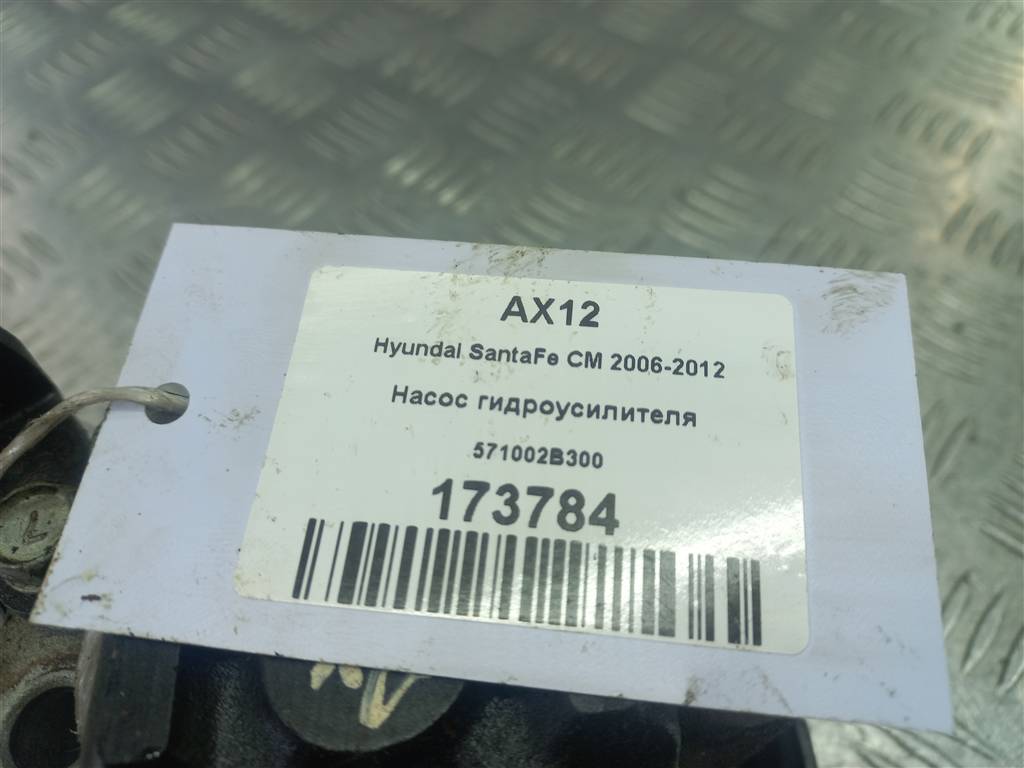 AX12
Hyundai SantaFe CM 2006-2012
Насос гидроусилителя
571002B300
173784